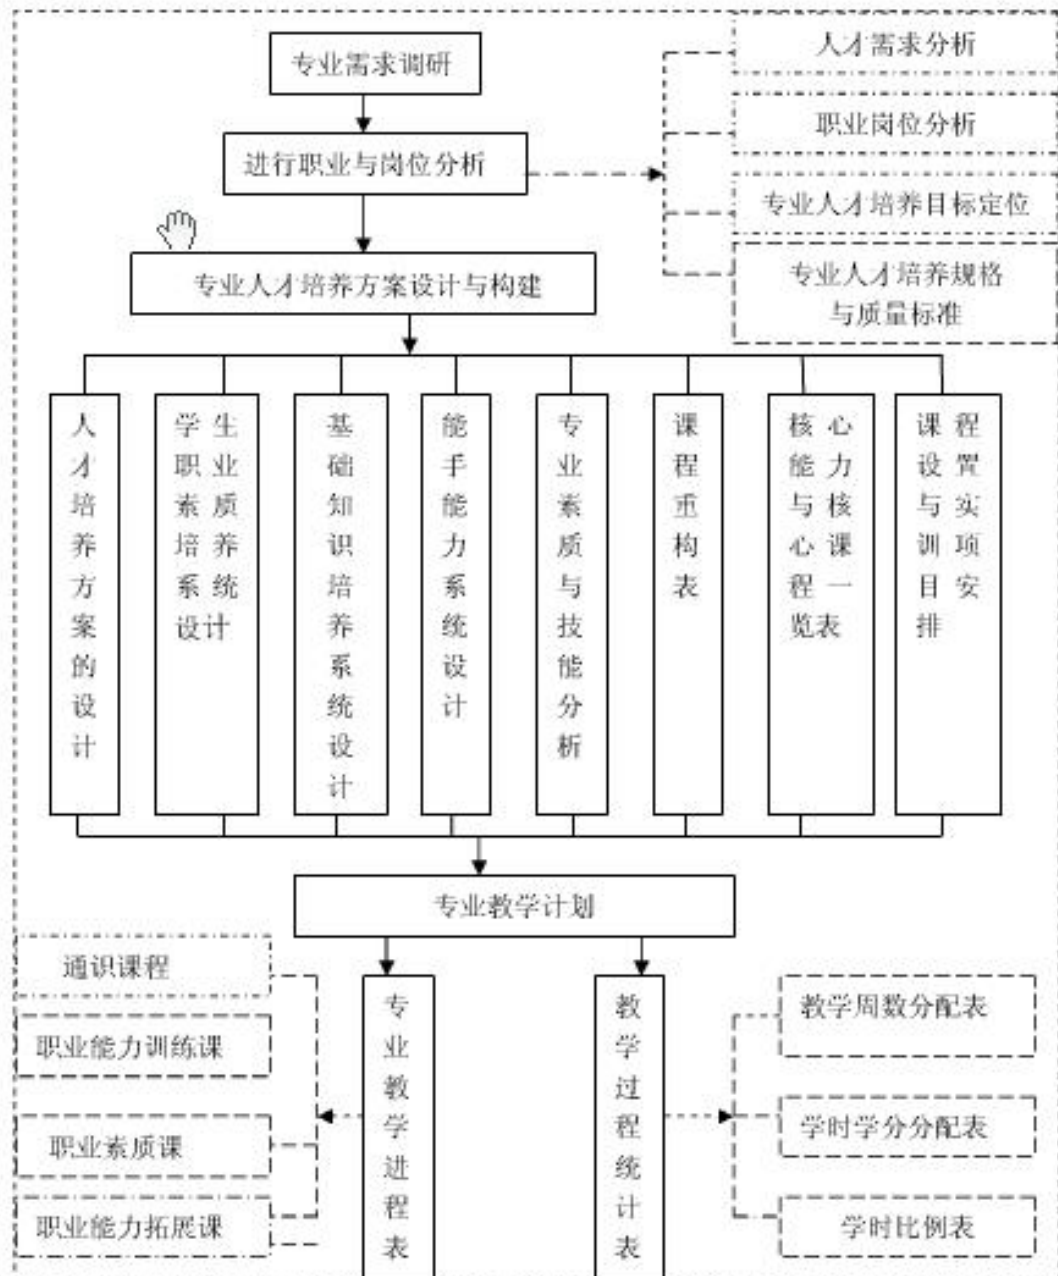 专业需求调研
进行职业与岗位分析
专业人才培养方案设计与构建
人才需求分析
职业岗位分析
专业人才培养目标定位
专业人才培养规格
与质量标准
人才培养方案的设计
学生
职业
素质
培养
系统
设计
基础知识培养系统设计
能手能力系统设计
专业素质与技能分析
课程重构表
核心
能力
与核
心课
程一
览表
课程
设置
与实
训项
目安
排
专业教学计划
通识课程
职业能力训练课
职业素质课
职业能力拓展课
专业教学进程表
教学过程统计表
教学周数分配表
学时学分分配表
学时比例表